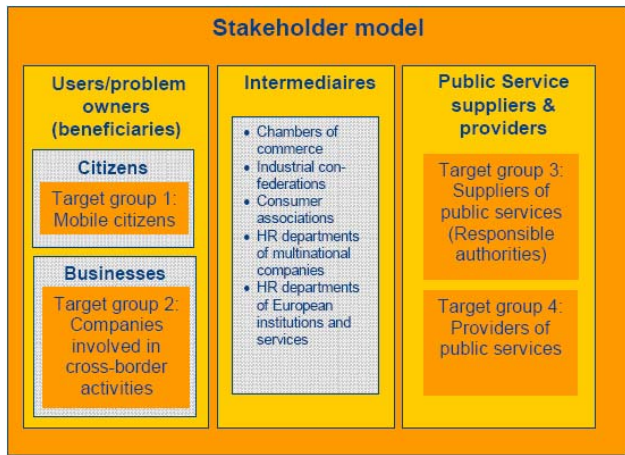 Stakeholder model
Users/problem
owners
(beneficiaries)
Citizens
Target group 1:
Mobile citizens
Businesses
Target group 2:
Companies
involved in
cross-border
activities
Intermediaires
• Chambers of
commerce
• Industrial con-
federations
• Consumer
associations
• HR departments
of multinational
companies
• HR departments
of European
institutions and
services
Public Service
suppliers &
providers
Target group 3:
Suppliers of
public services
(Responsible
authorities)
Target group 4:
Providers of
public services